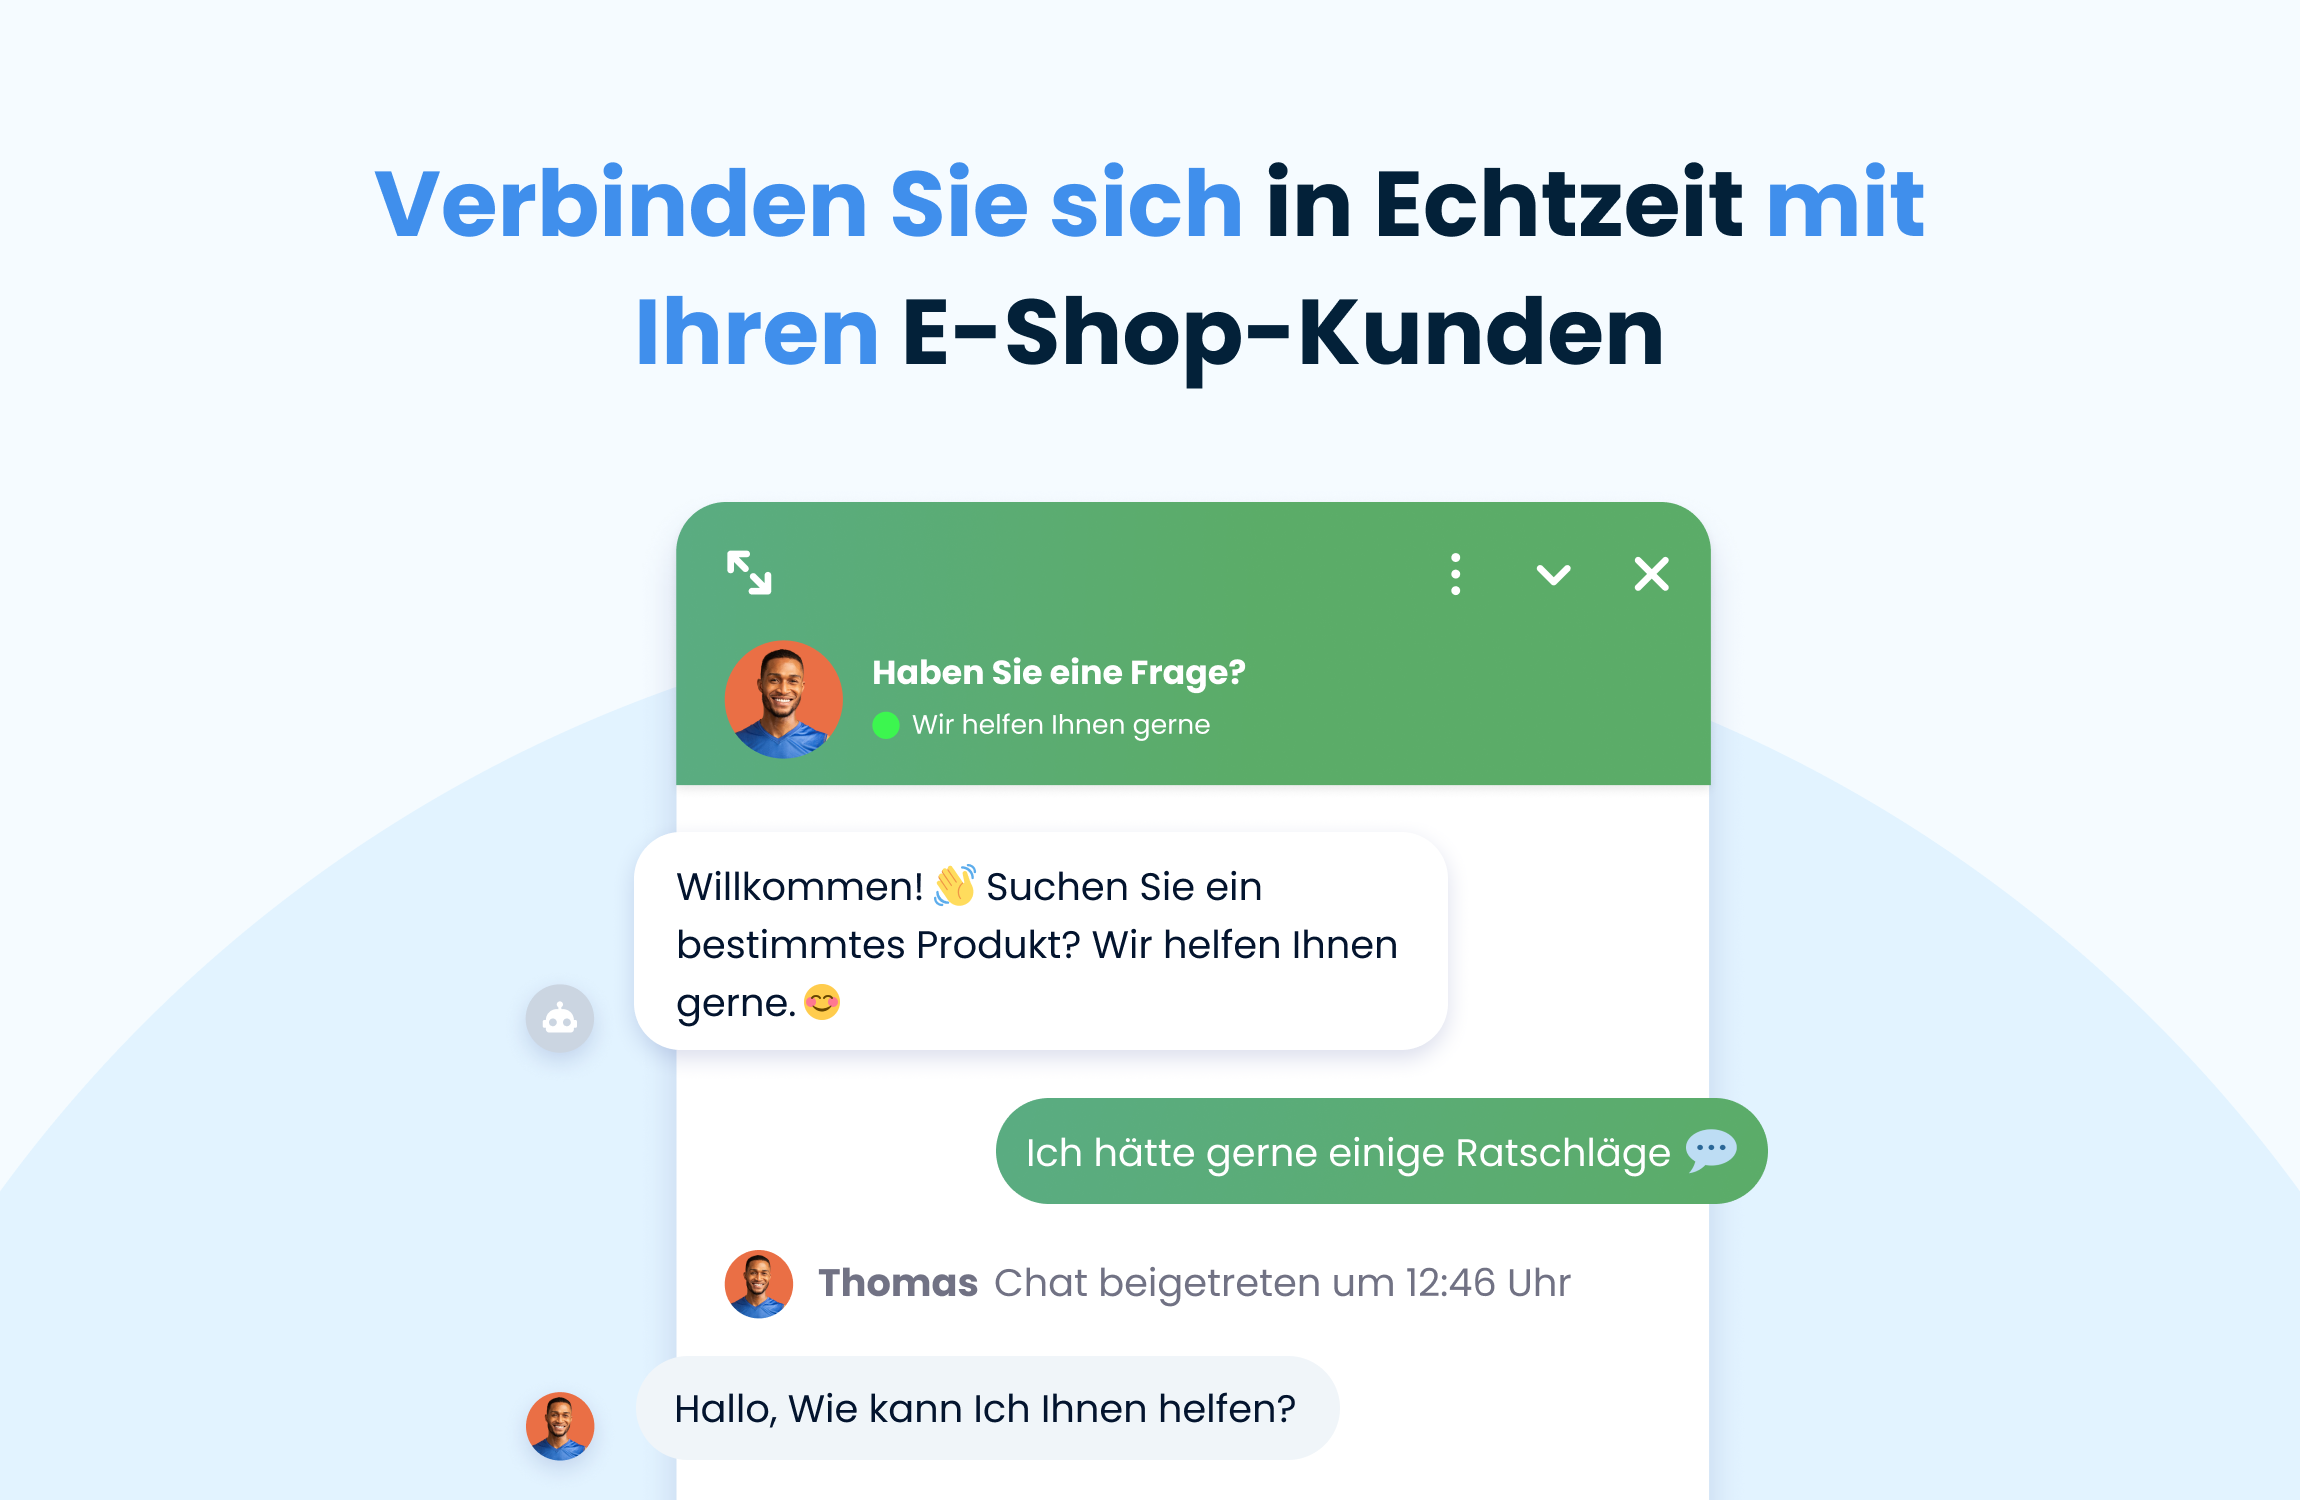 Verbinden Sie sich in Echtzeit mit
Ihren E-Shop-Kunden
Haben Sie eine Frage?
Wir helfen Ihnen gerne
Willkommen! 👋 Suchen Sie ein
bestimmtes Produkt? Wir helfen Ihnen
gerne. 😊
Ich hätte gerne einige Ratschläge 💬
Thomas Chat beigetreten um 12:46 Uhr
Hallo, Wie kann Ich Ihnen helfen?